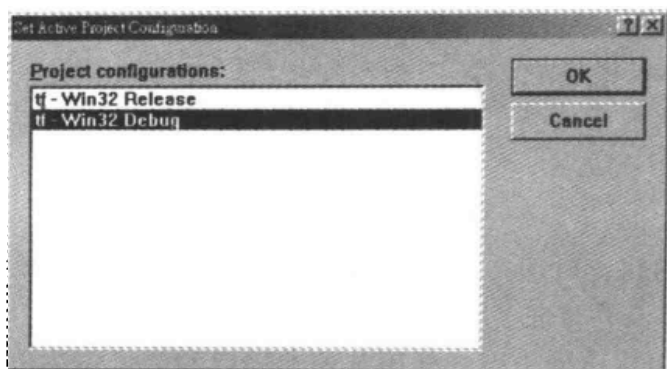 Set Active Project Configuration
Project configurations:
tf - Win32 Release
tf - Win32 Debug
OK
Cancel